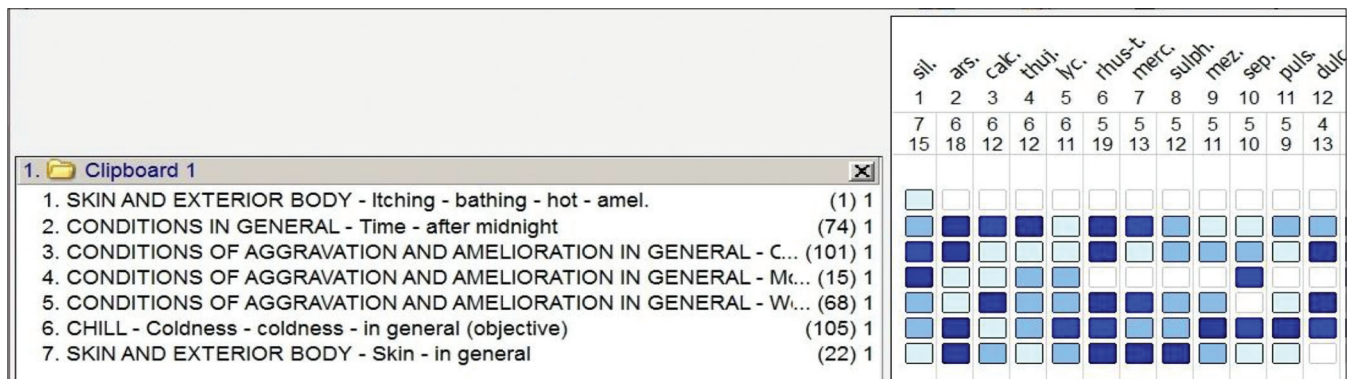 sil. ars. calc. thuj. lyc. rhus-t. merc. sulph. mez. sep. puls. dulc
1 2 3 4 5 6 7 8 9 10 11 12
7 6 6 6 6 5 5 5 5 5 5 4
15 18 12 12 11 19 13 12 11 10 9 13
1. Clipboard 1
1. SKIN AND EXTERIOR BODY - Itching - bathing - hot - amel. (1) 1
2. CONDITIONS IN GENERAL - Time - after midnight (74) 1
3. CONDITIONS OF AGGRAVATION AND AMELIORATION IN GENERAL - C... (101) 1
4. CONDITIONS OF AGGRAVATION AND AMELIORATION IN GENERAL - Mo... (15) 1
5. CONDITIONS OF AGGRAVATION AND AMELIORATION IN GENERAL - W... (68) 1
6. CHILL - Coldness - coldness - in general (objective) (105) 1
7. SKIN AND EXTERIOR BODY - Skin - in general (22) 1